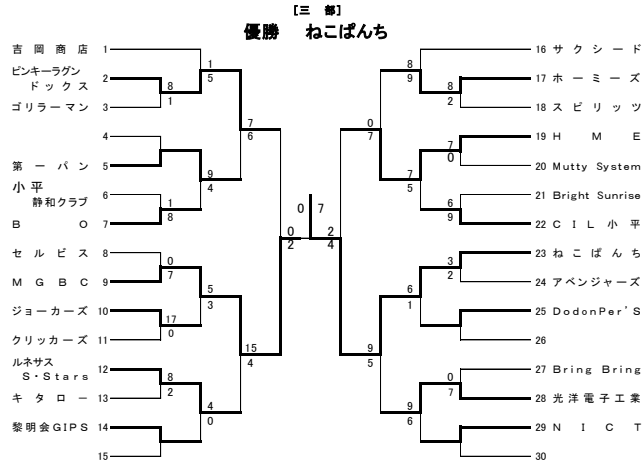 [三 部]
優勝 ねこぱんち
吉岡商店 1
ピンキーラグン
ドックス 2
ゴリラーマン 3
4
第一パン 5
小平
静和クラブ 6
B O 7
セルビス 8
M G B C 9
ジョーカーズ 10
クリッカーズ 11
ルネサス
S・Stars 12
キタロー 13
黎明会GIPS 14
15
1
5
8
1
7
6
9
4
1
8
0
7
5
3
17
0
15
4
8
2
4
0
0
2
0 7
2
4
8
9
8
2
0
7
7
0
7
5
6
9
3
2
6
1
9
5
0
7
9
6
16 サクシード
17 ホーミーズ
18 スピリッツ
19 H M E
20 Mutty System
21 Bright Sunrise
22 CIL小平
23 ねこぱんち
24 アベンジャーズ
25 DodonPer'S
26
27 Bring Bring
28 光洋電子工業
29 N I C T
30